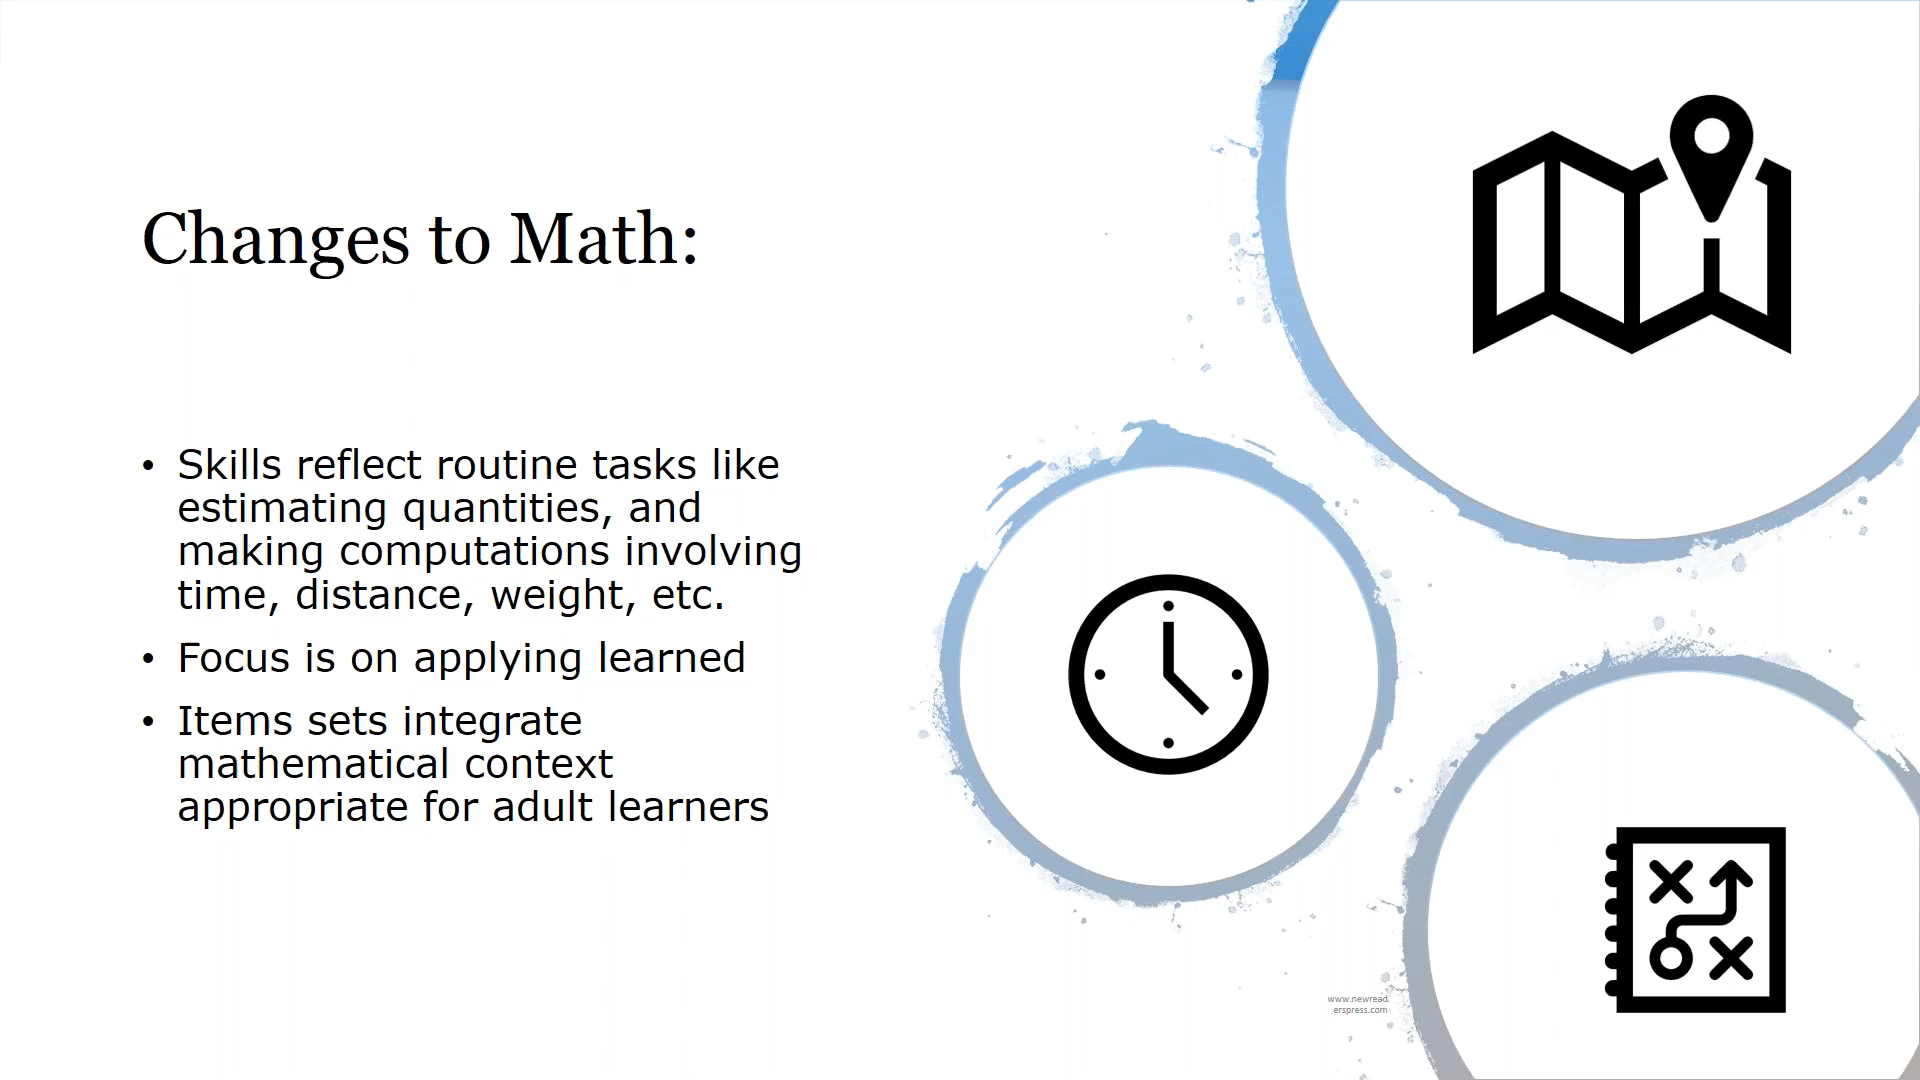 Changes to Math:
• Skills reflect routine tasks like
estimating quantities, and
making computations involving
time, distance, weight, etc.
• Focus is on applying learned
• Items sets integrate
mathematical context
appropriate for adult learners
www.newread
erspress.com